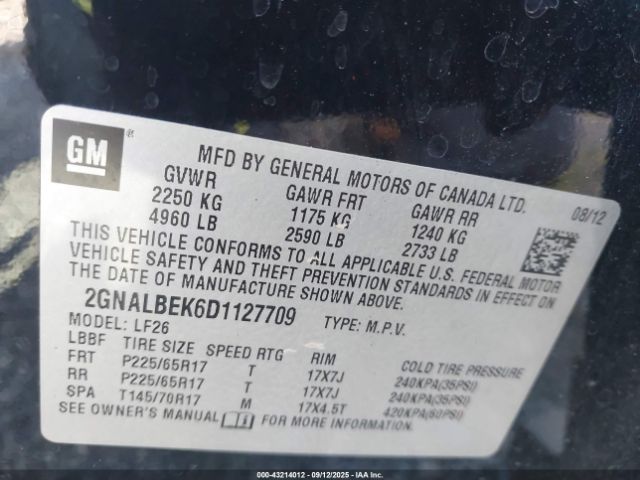 GM®
MFD BY GENERAL MOTORS OF CANADA LTD.
08/12
GVWR GAWR FRT GAWR RR
2250 KG 1175 KG 1240 KG
4960 LB 2590 LB 2733 LB
THIS VEHICLE CONFORMS TO ALL APPLICABLE U.S. FEDERAL MOTOR
VEHICLE SAFETY AND THEFT PREVENTION STANDARDS IN EFFECT ON
THE DATE OF MANUFACTURE SHOWN ABOVE.
2GNALBEK6D1127709 TYPE: M.P.V.
MODEL: LF26
LBBF TIRE SIZE SPEED RTG RIM COLD TIRE PRESSURE
FRT P225/65R17 T 17X7J 240KPA(35PSI)
RR P225/65R17 T 17X7J 240KPA(35PSI)
SPA T145/70R17 M 17X4.5T 420KPA(60PSI)
SEE OWNER'S MANUAL FOR MORE INFORMATION.
000-43214012 - 09/12/2025 - IAAI.COM